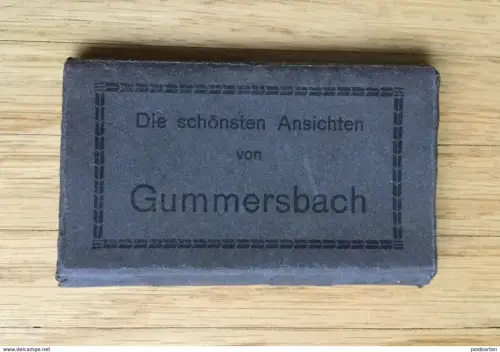 Die schönsten Ansichten
von
Gummersbach